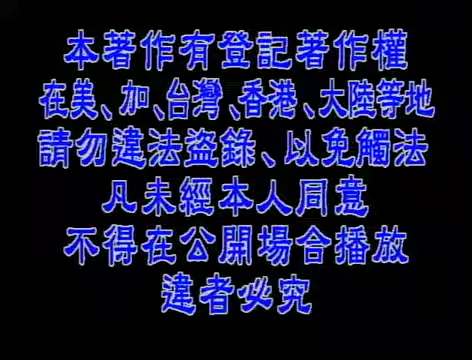 本著作有登記著作權
在美、加、台灣、香港、大陸等地
請勿違法盜錄、以免觸法
凡未經本人同意
不得在公開場合播放
違者必究